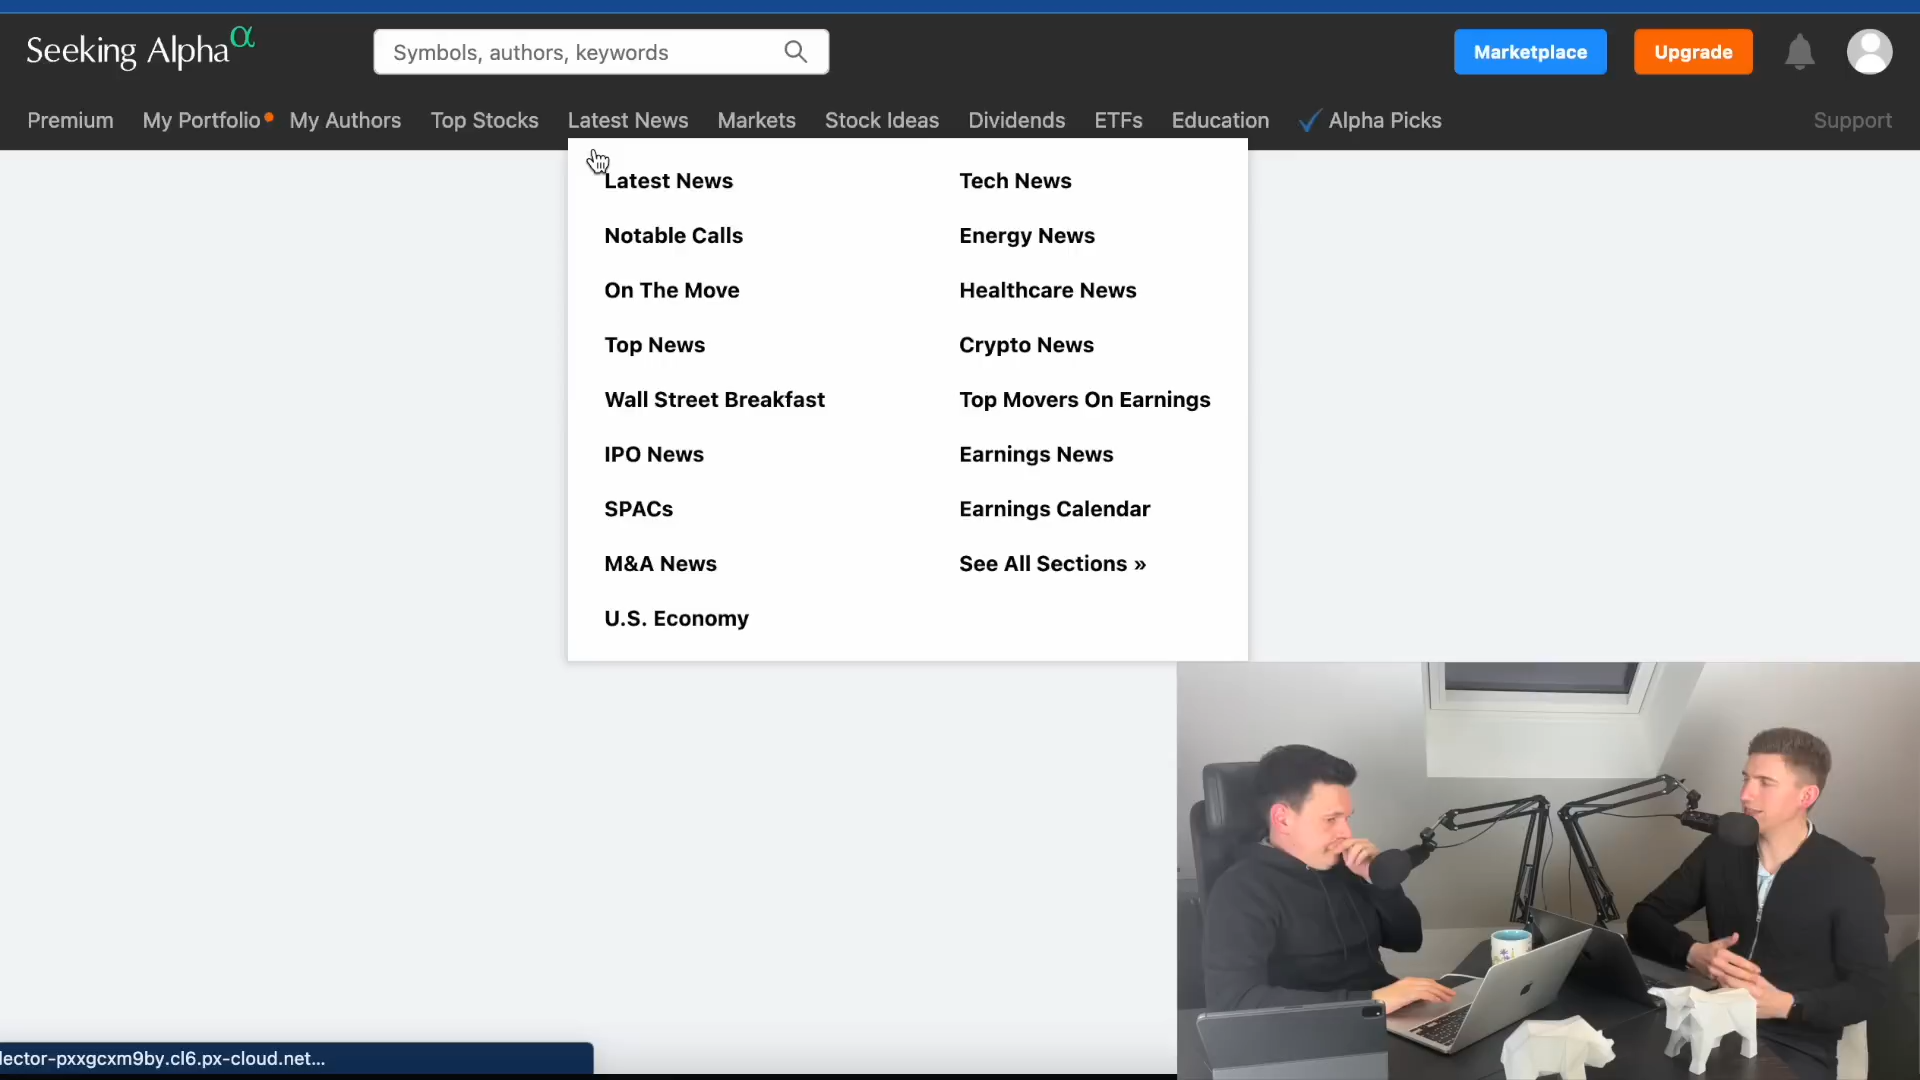 Seeking Alphaα
Symbols, authors, keywords
Marketplace
Upgrade
Premium
My Portfolio
My Authors
Top Stocks
Latest News
Markets
Stock Ideas
Dividends
ETFs
Education
Alpha Picks
Support
Latest News
Notable Calls
On The Move
Top News
Wall Street Breakfast
IPO News
SPACs
M&A News
U.S. Economy
Tech News
Energy News
Healthcare News
Crypto News
Top Movers On Earnings
Earnings News
Earnings Calendar
See All Sections »
lector-pxxgcxm9by.cl6.px-cloud.net...